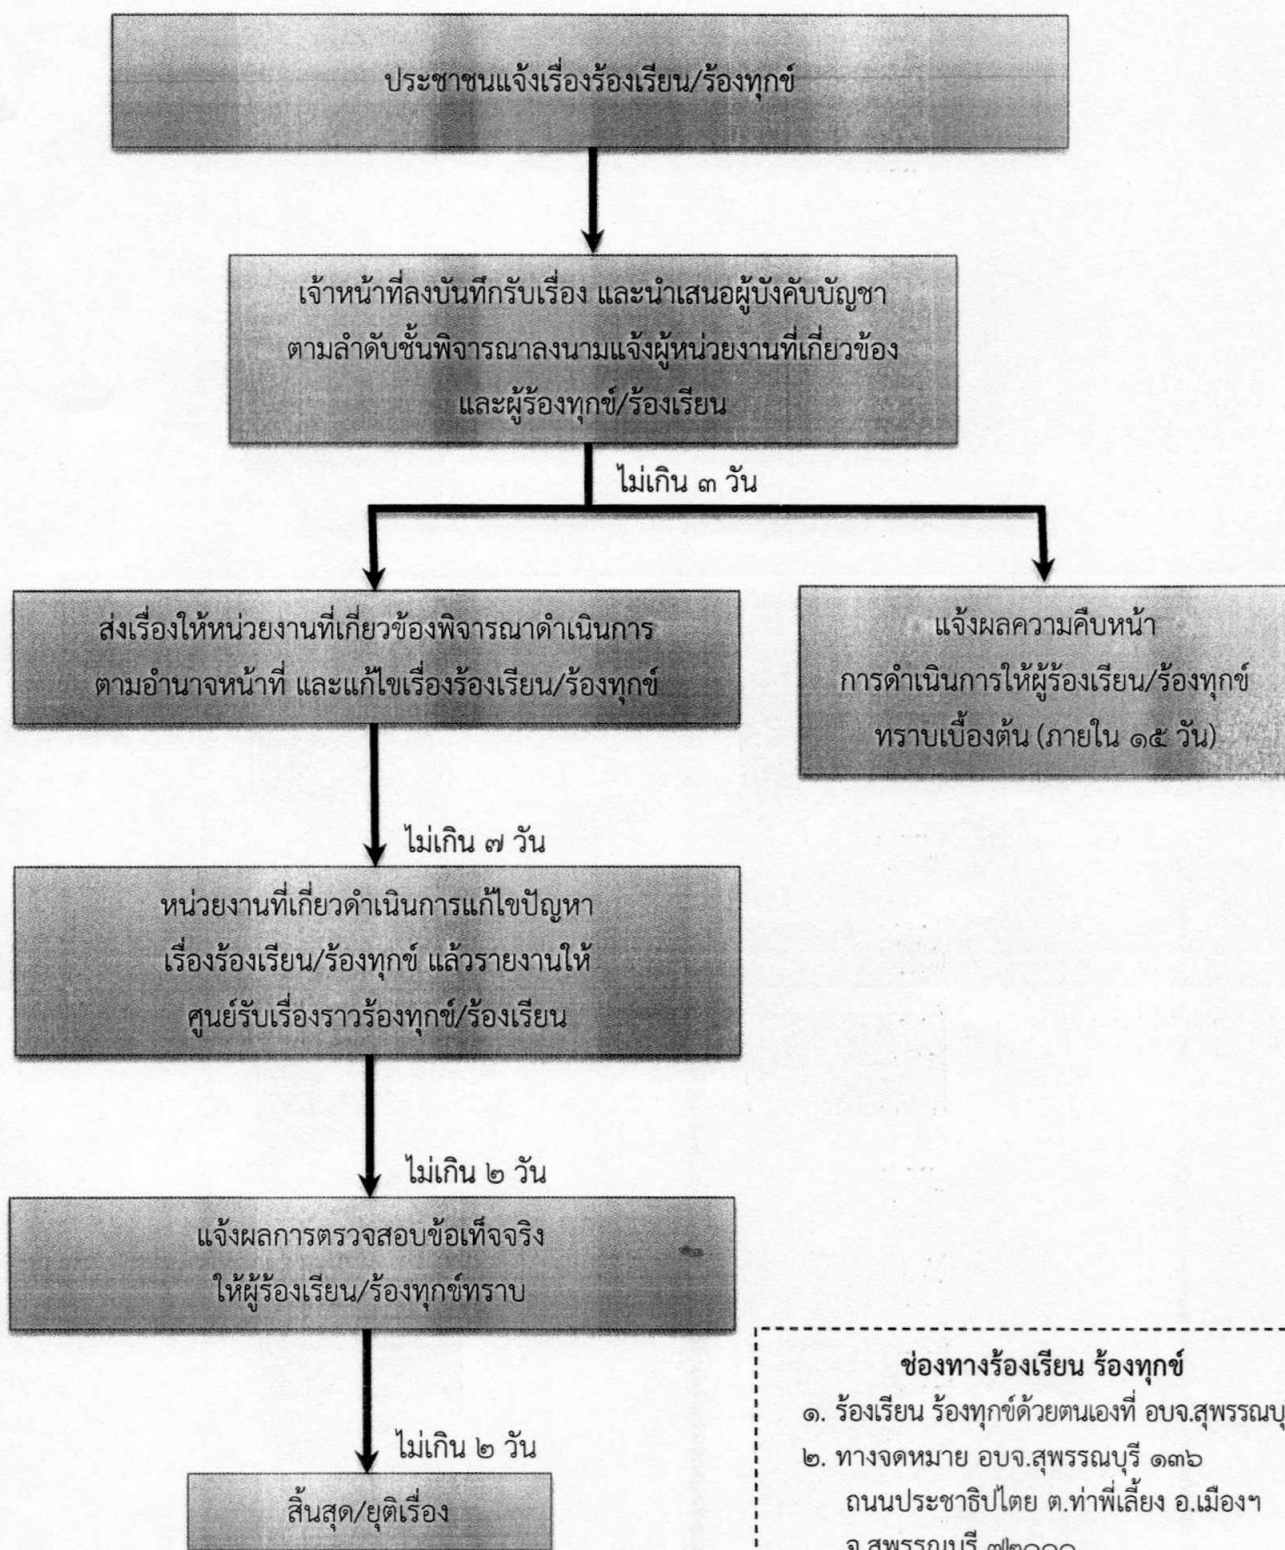 ประชาชนแจ้งเรื่องร้องเรียน/ร้องทุกข์
เจ้าหน้าที่ลงบันทึกรับเรื่อง และนำเสนอผู้บังคับบัญชา
ตามลำดับชั้นพิจารณาลงนามแจ้งผู้หน่วยงานที่เกี่ยวข้อง
และผู้ร้องทุกข์/ร้องเรียน
ไม่เกิน ๓ วัน
ส่งเรื่องให้หน่วยงานที่เกี่ยวข้องพิจารณาดำเนินการ
ตามอำนาจหน้าที่ และแก้ไขเรื่องร้องเรียน/ร้องทุกข์
แจ้งผลความคืบหน้า
การดำเนินการให้ผู้ร้องเรียน/ร้องทุกข์
ทราบเบื้องต้น (ภายใน ๑๕ วัน)
ไม่เกิน ๗ วัน
หน่วยงานที่เกี่ยวดำเนินการแก้ไขปัญหา
เรื่องร้องเรียน/ร้องทุกข์ แล้วรายงานให้
ศูนย์รับเรื่องราวร้องทุกข์/ร้องเรียน
ไม่เกิน ๒ วัน
แจ้งผลการตรวจสอบข้อเท็จจริง
ให้ผู้ร้องเรียน/ร้องทุกข์ทราบ
ไม่เกิน ๒ วัน
สิ้นสุด/ยุติเรื่อง
ช่องทางร้องเรียน ร้องทุกข์
๑. ร้องเรียน ร้องทุกข์ด้วยตนเองที่ อบจ.สุพรรณบุ
๒. ทางจดหมาย อบจ.สุพรรณบุรี ๑๓๖
ถนนประชาธิปไตย ต.ท่าพี่เลี้ยง อ.เมืองฯ
จ.สุพรรณบุรี ๗๒๐๐๐